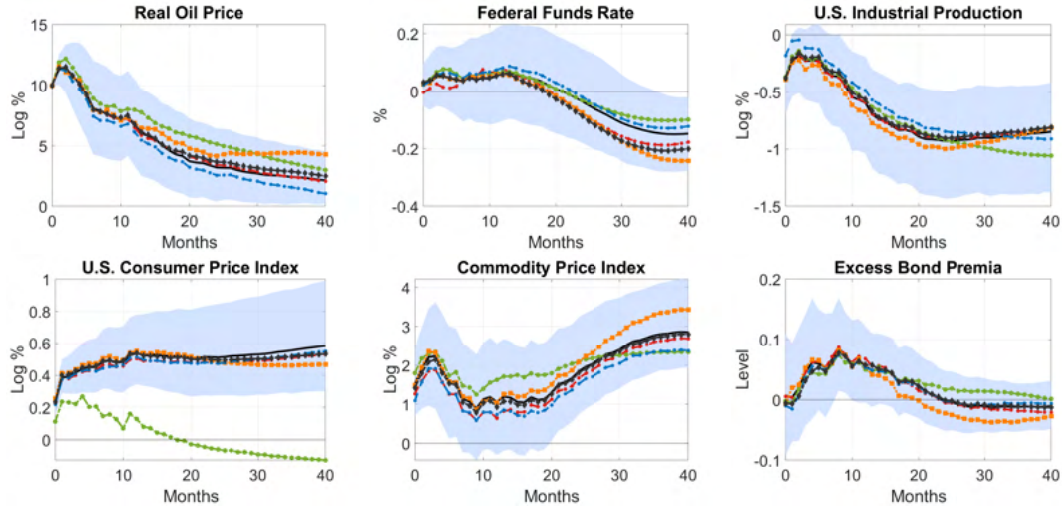 Real Oil Price
15
10
5
0
Log %
0 10 20 30 40
Months
Federal Funds Rate
0.2
0
-0.2
-0.4
%
0 10 20 30 40
Months
U.S. Industrial Production
0
-0.5
-1
-1.5
Log %
0 10 20 30 40
Months
U.S. Consumer Price Index
1
0.8
0.6
0.4
0.2
0
Log %
0 10 20 30 40
Months
Commodity Price Index
4
2
0
Log %
0 10 20 30 40
Months
Excess Bond Premia
0.2
0.1
0
-0.1
Level
0 10 20 30 40
Months